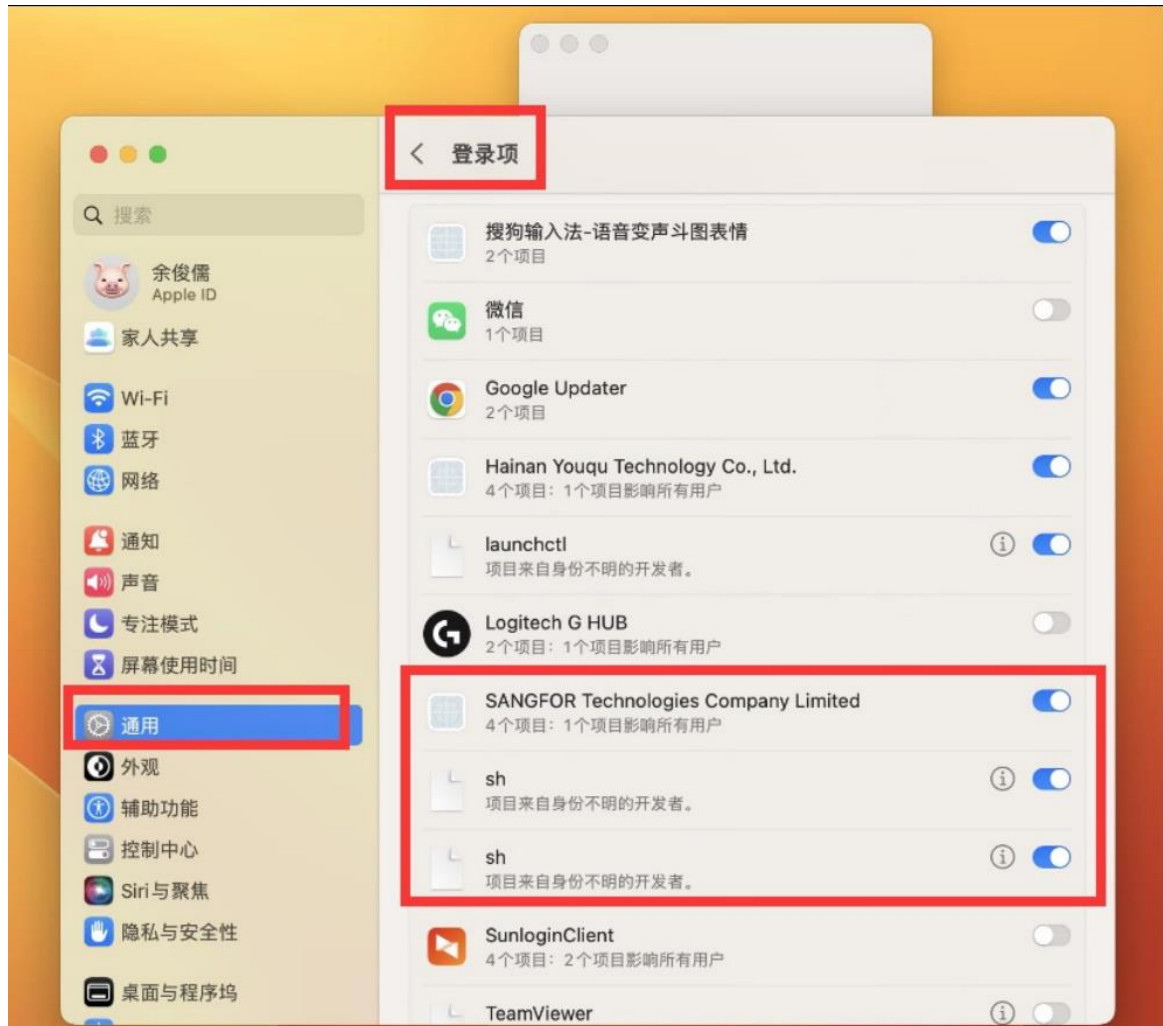 登录项
搜索
余俊儒
Apple ID
家人共享
Wi-Fi
蓝牙
网络
通知
声音
专注模式
屏幕使用时间
通用
外观
辅助功能
控制中心
Siri与聚焦
隐私与安全性
桌面与程序坞
搜狗输入法-语音变声斗图表情
2个项目
微信
1个项目
Google Updater
2个项目
Hainan Youqu Technology Co., Ltd.
4个项目：1个项目影响所有用户
launchctl
项目来自身份不明的开发者。
Logitech G HUB
2个项目：1个项目影响所有用户
SANGFOR Technologies Company Limited
4个项目：1个项目影响所有用户
sh
项目来自身份不明的开发者。
sh
项目来自身份不明的开发者。
SunloginClient
4个项目：2个项目影响所有用户
TeamViewer